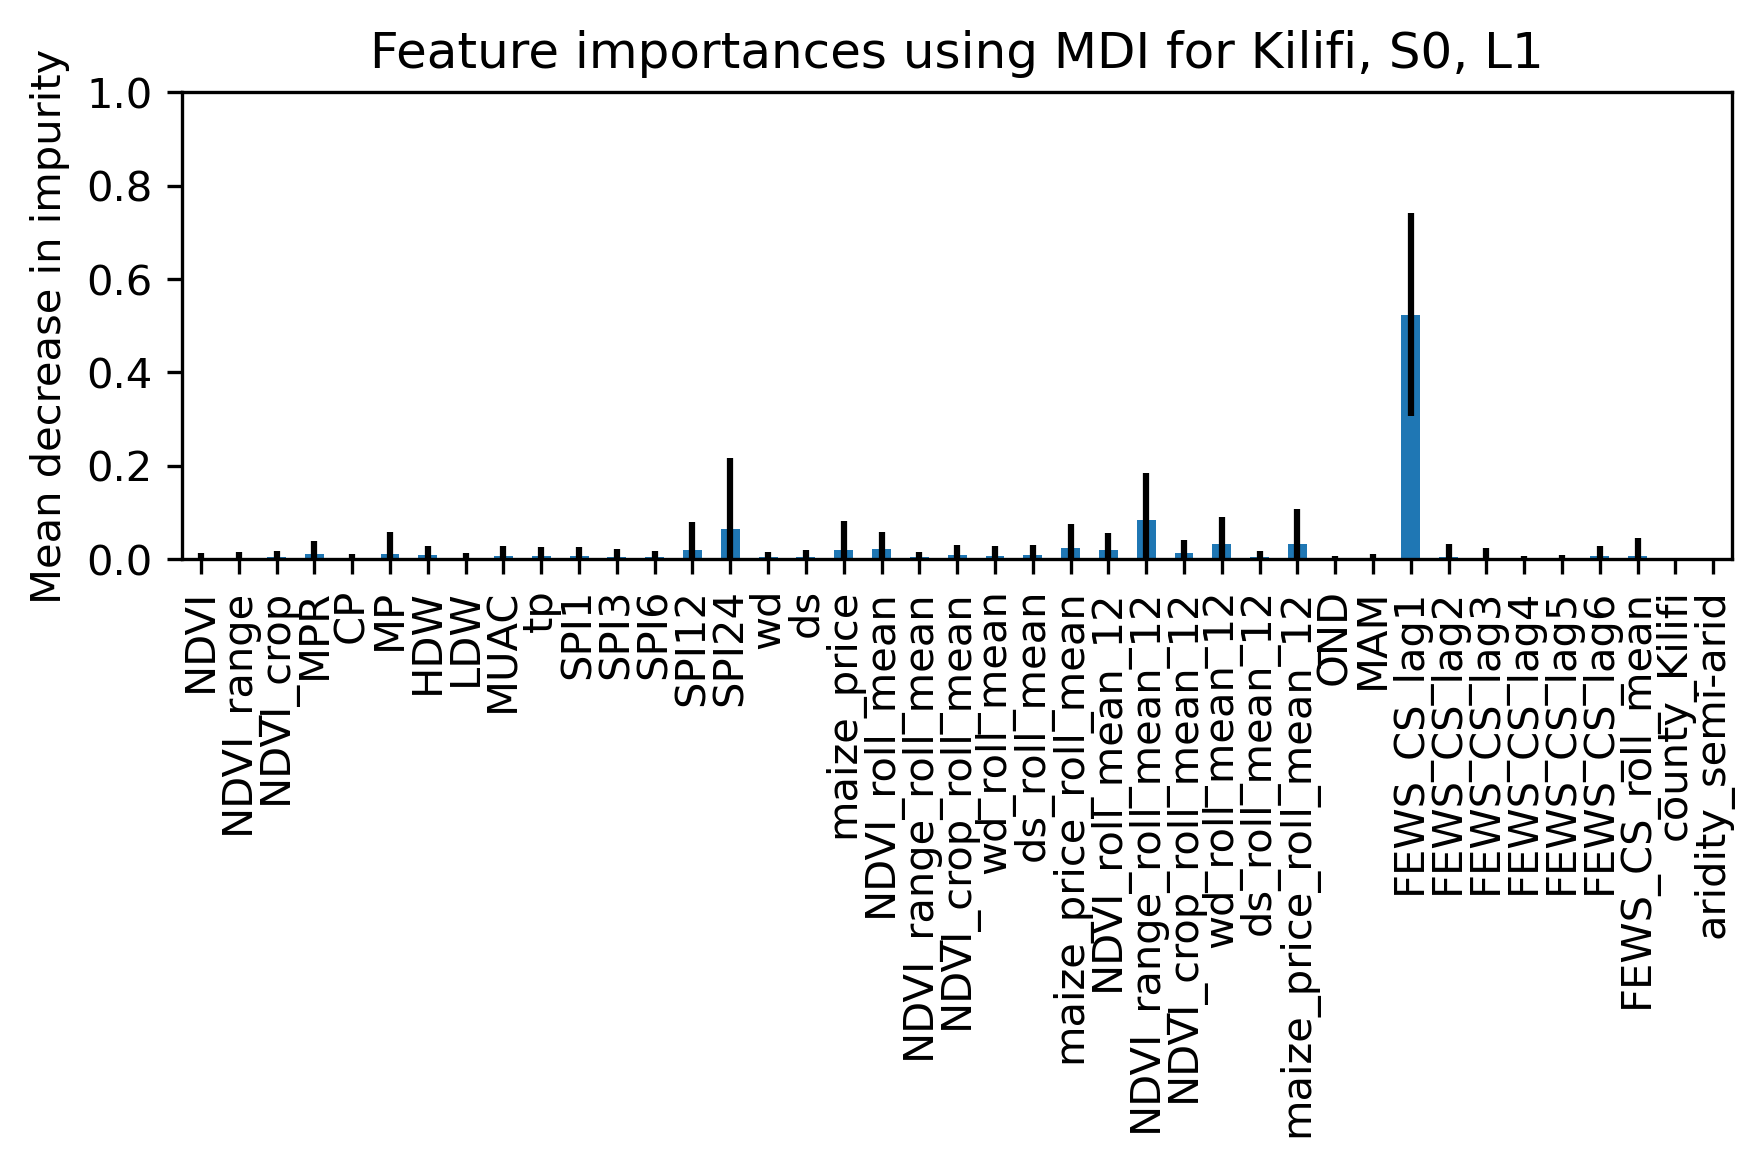 Feature importances using MDI for Kilifi, S0, L1
Mean decrease in impurity
1.0
0.8
0.6
0.4
0.2
0.0
NDVI
NDVI_range
NDVI_crop
MPR
CP
MP
HDW
LDW
MUAC
tp
SPI1
SPI3
SPI6
SPI12
SPI24
wd
ds
maize_price
NDVI_roll_mean
NDVI_range_roll_mean
NDVI_crop_roll_mean
wd_roll_mean
ds_roll_mean
maize_price_roll_mean
NDVI_roll_mean_12
NDVI_range_roll_mean_12
NDVI_crop_roll_mean_12
wd_roll_mean_12
ds_roll_mean_12
maize_price_roll_mean_12
OND
MAM
FEWS_CS_lag1
FEWS_CS_lag2
FEWS_CS_lag3
FEWS_CS_lag4
FEWS_CS_lag5
FEWS_CS_lag6
FEWS_CS_roll_mean
county_Kilifi
aridity_semi-arid